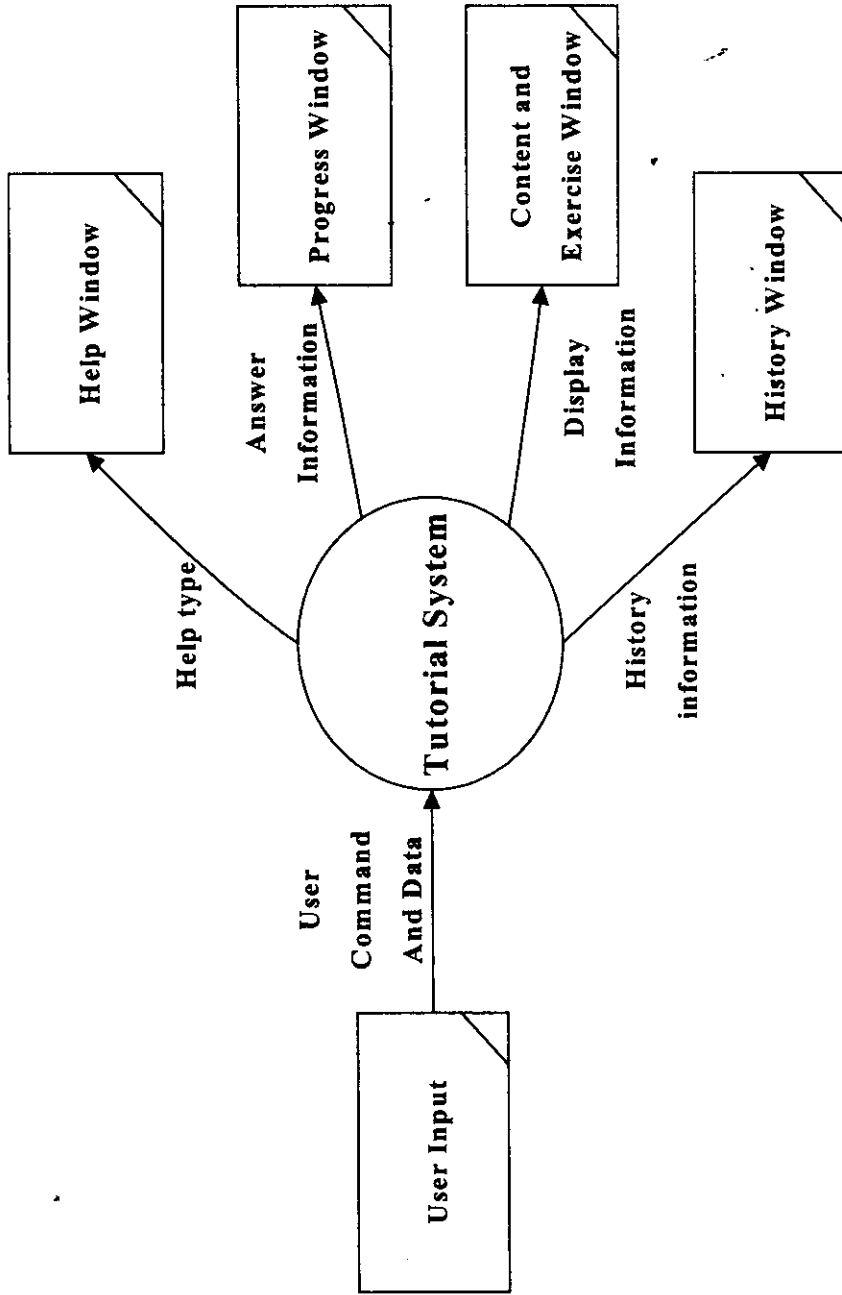 User Input
User
Command
And Data
Tutorial System
Help type
Help Window
Answer
Information
Progress Window
Display
Information
Content and
Exercise Window
History
information
History Window